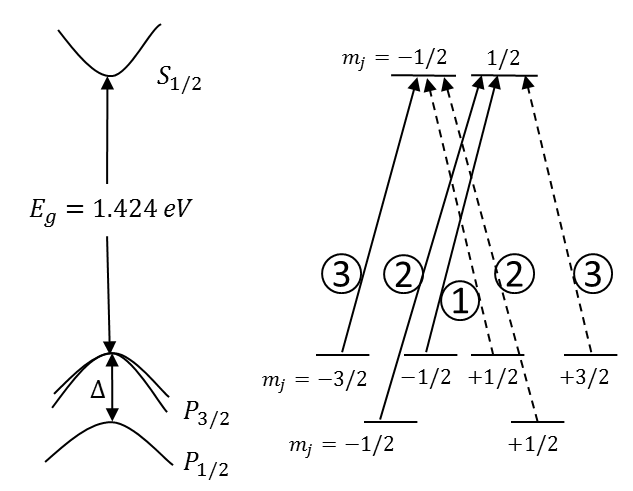 m_j = −1/2 1/2
S_{1/2}
E_g = 1.424 eV
3 2 1 2 3
Δ
m_j = −3/2 −1/2 +1/2 +3/2
P_{3/2}
m_j = −1/2 +1/2
P_{1/2}